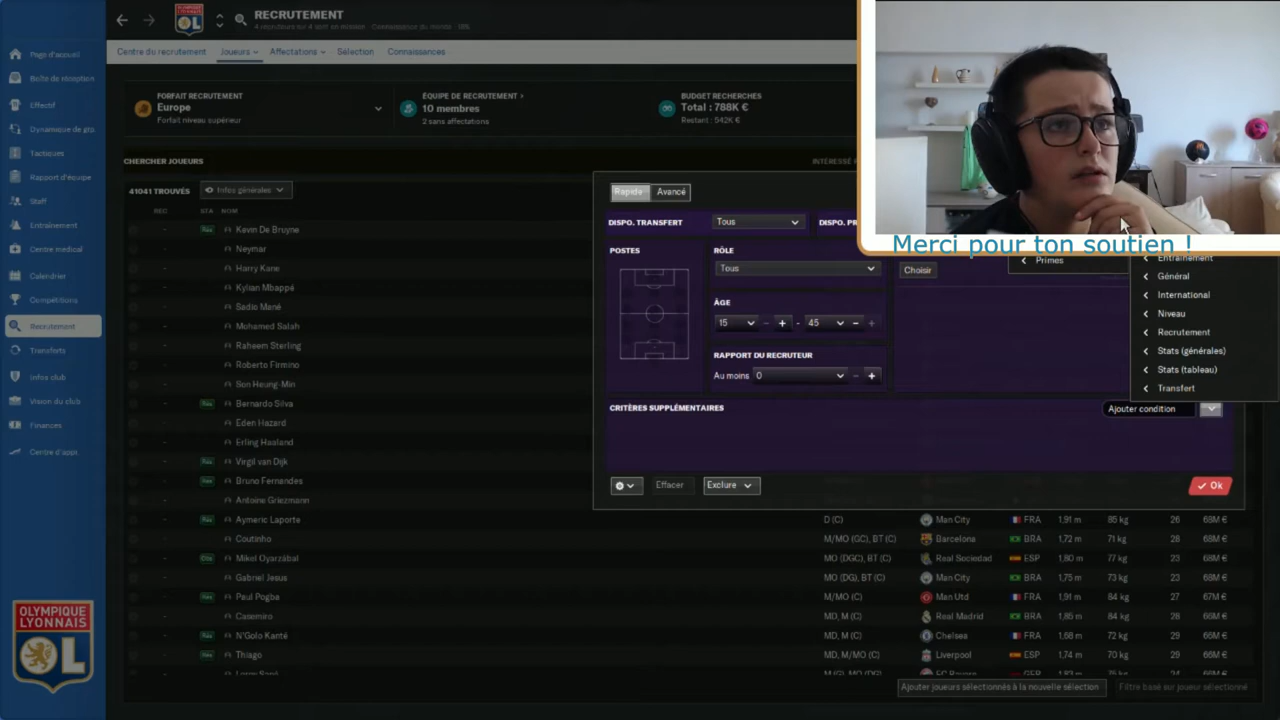 RECRUTEMENT
Centre du recrutement Joueurs Affectations Sélection Connaissances
Page d'accueil
Boîte de réception
Effectif
Dynamique de grp.
Tactiques
Rapport d'équipe
Staff
Entraînement
Centre médical
Calendrier
Compétitions
Recrutement
Transferts
Infos club
Vision du club
Finances
Centre d'appl.
OLYMPIQUE
LYONNAIS
OL
FORFAIT RECRUTEMENT
Europe
Forfait niveau supérieur
ÉQUIPE DE RECRUTEMENT >
10 membres
2 sans affectations
BUDGET RECHERCHES
Total : 788K €
Restant : 542K €
CHERCHER JOUEURS
41041 TROUVÉS Infos générales
REC STA NOM
Kevin De Bruyne
Neymar
Harry Kane
Kylian Mbappé
Sadio Mané
Mohamed Salah
Raheem Sterling
Roberto Firmino
Son Heung-Min
Bernardo Silva
Eden Hazard
Erling Haaland
Virgil van Dijk
Bruno Fernandes
Antoine Griezmann
Aymeric Laporte D (C) Man City FRA 1,91 m 85 kg 26 68M €
Coutinho M/MO (GC), BT (C) Barcelona BRA 1,72 m 71 kg 28 68M €
Mikel Oyarzábal MO (DGC), BT (C) Real Sociedad ESP 1,80 m 77 kg 23 68M €
Gabriel Jesus MO (DG), BT (C) Man City BRA 1,75 m 73 kg 23 68M €
Paul Pogba M/MO (C) Man Utd FRA 1,91 m 84 kg 27 67M €
Casemiro MD, M (C) Real Madrid BRA 1,85 m 84 kg 28 66M €
N'Golo Kanté MD, M (C) Chelsea FRA 1,68 m 72 kg 29 66M €
Thiago MD, M/MO (C) Liverpool ESP 1,74 m 70 kg 29 66M €
Rapide Avancé
DISPO. TRANSFERT Tous
POSTES
RÔLE
Tous
Choisir
ÂGE
15 - + - 45 - +
RAPPORT DU RECRUTEUR
Au moins 0 - +
CRITÈRES SUPPLÉMENTAIRES
Ajouter condition
Effacer Exclure Ok
Merci pour ton soutien !
Primes
Entraînement
Général
International
Niveau
Recrutement
Stats (générales)
Stats (tableau)
Transfert
Ajouter joueurs sélectionnés à la nouvelle sélection Filtre basé sur joueur sélectionné